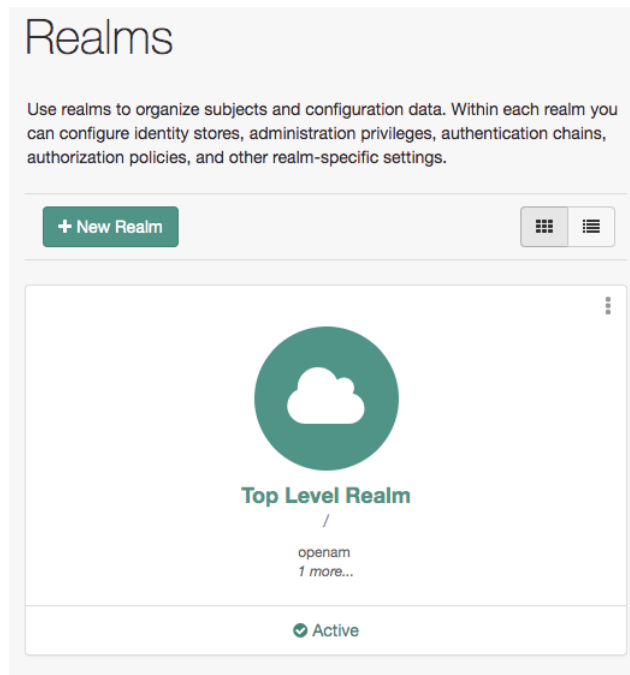 Realms
Use realms to organize subjects and configuration data. Within each realm you
can configure identity stores, administration privileges, authentication chains,
authorization policies, and other realm-specific settings.
+ New Realm
Top Level Realm
/
openam
1 more...
Active